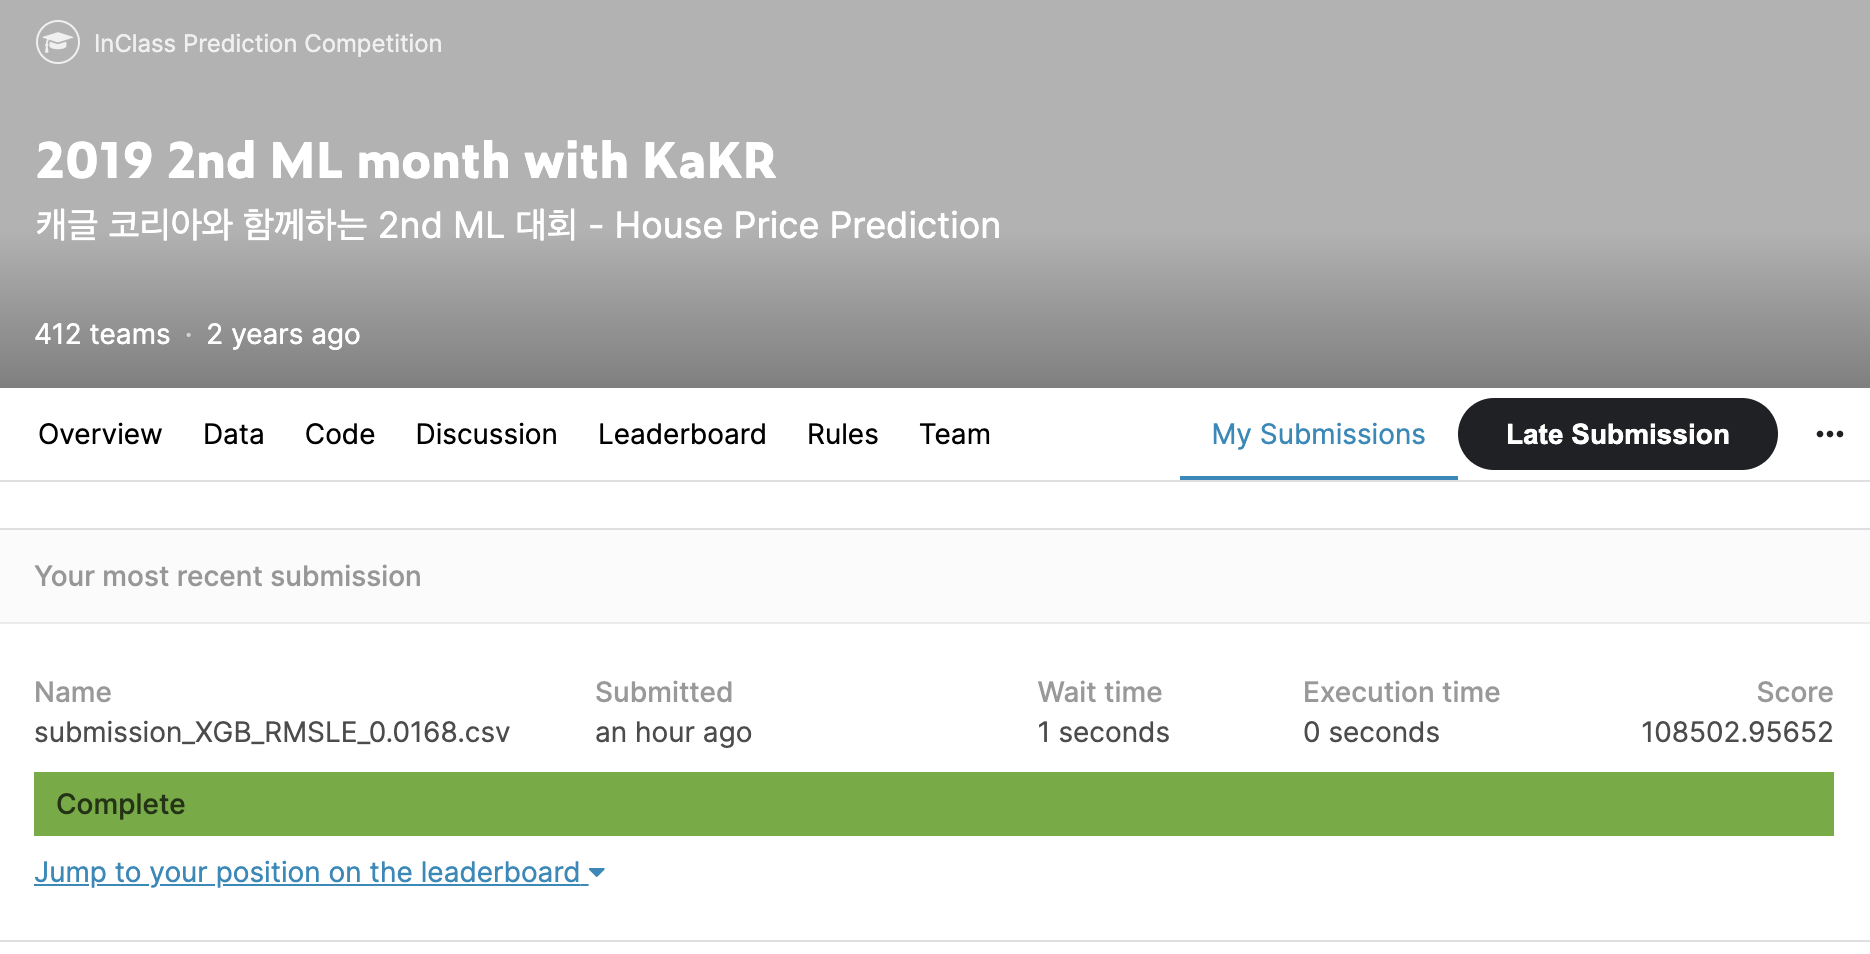 InClass Prediction Competition
2019 2nd ML month with KaKR
캐글 코리아와 함께하는 2nd ML 대회 - House Price Prediction
412 teams · 2 years ago
Overview Data Code Discussion Leaderboard Rules Team My Submissions Late Submission •••
Your most recent submission
Name Submitted Wait time Execution time Score
submission_XGB_RMSLE_0.0168.csv an hour ago 1 seconds 0 seconds 108502.95652
Complete
Jump to your position on the leaderboard